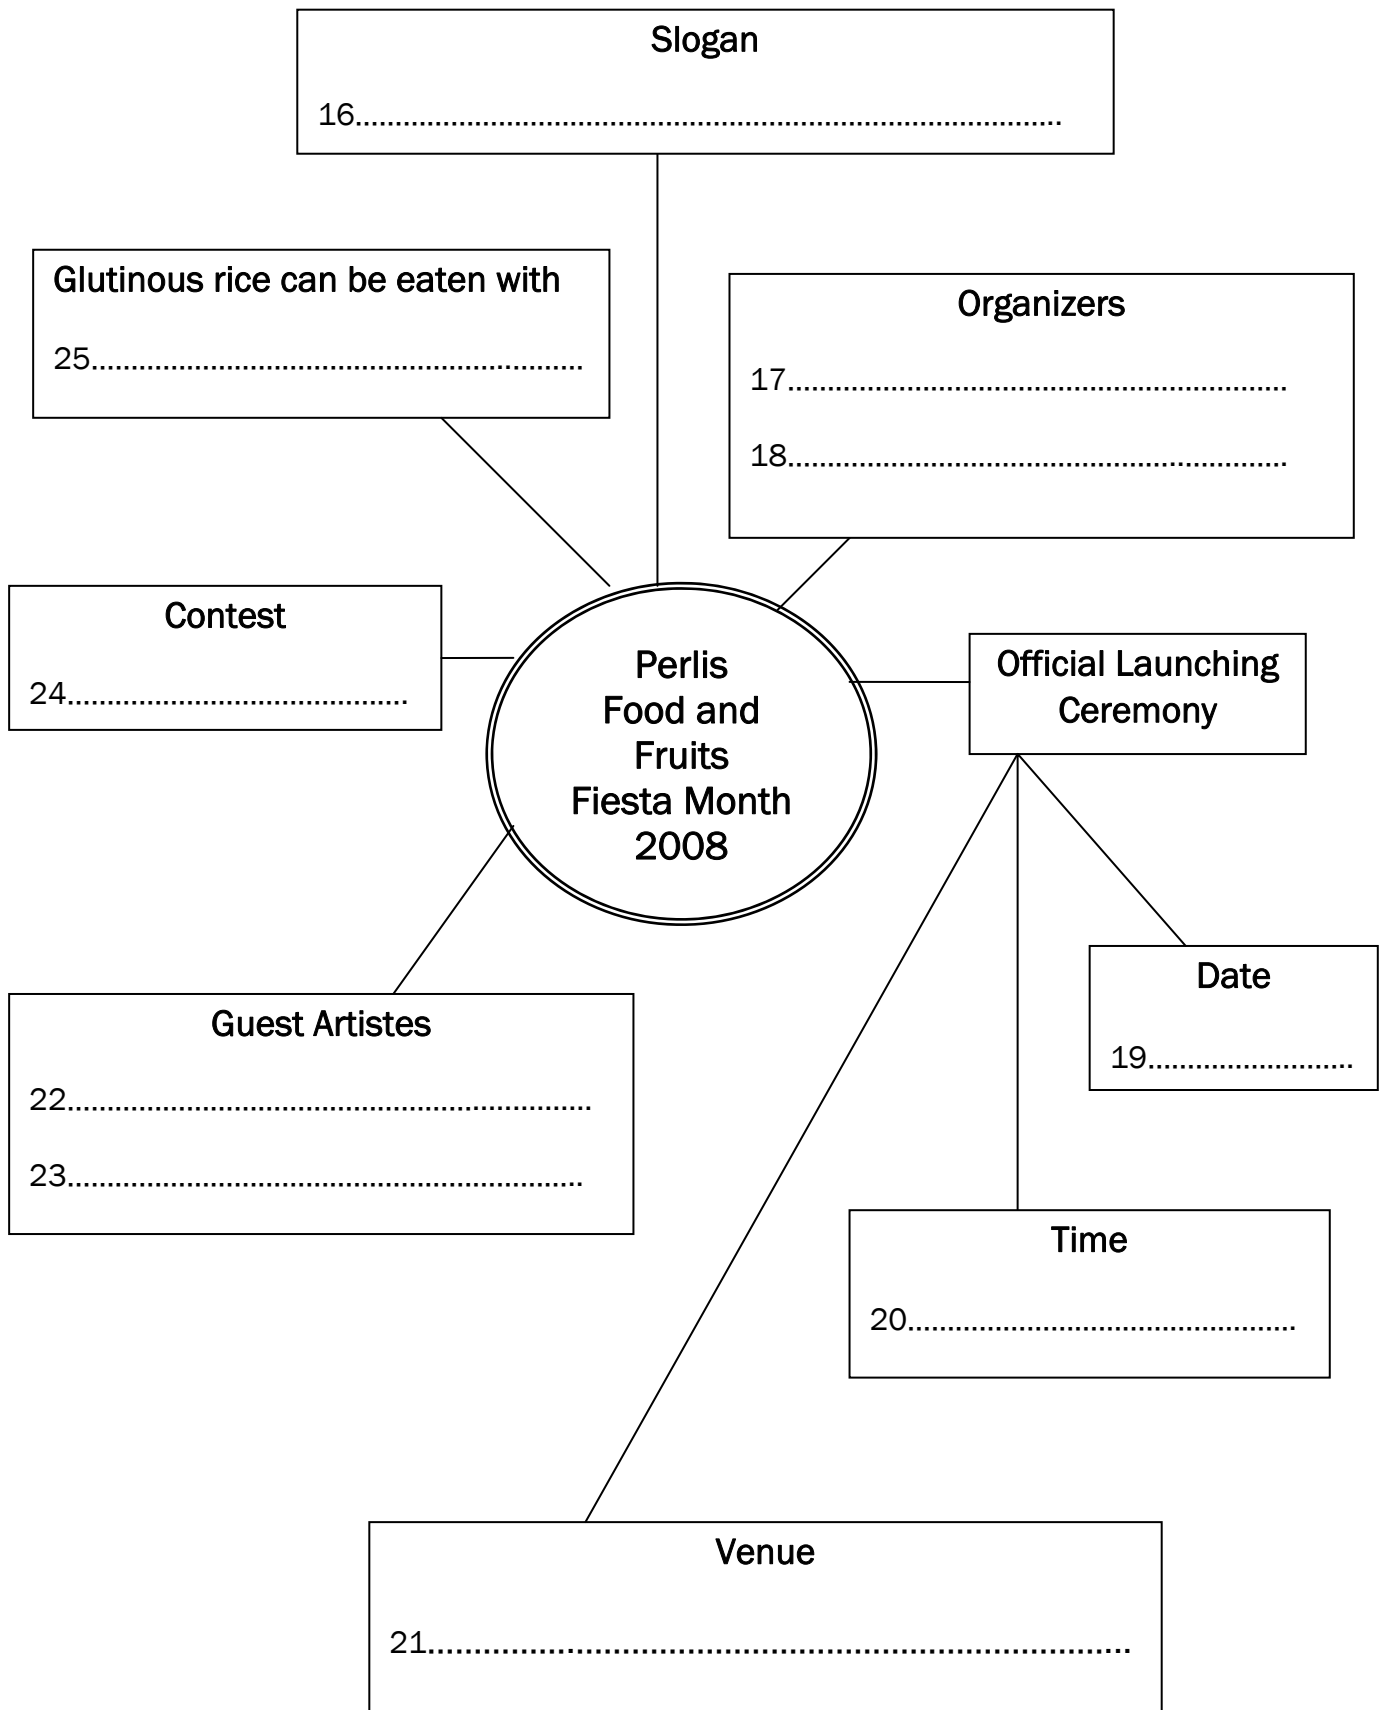 Slogan
16..........................................................................................
Glutinous rice can be eaten with
25..............................................................
Organizers
17...............................................................
18...............................................................
Contest
24...........................................
Perlis
Food and
Fruits
Fiesta Month
2008
Official Launching
Ceremony
Date
19..........................
Guest Artistes
22..................................................................
23.................................................................
Time
20.................................................
Venue
21..........................................................................